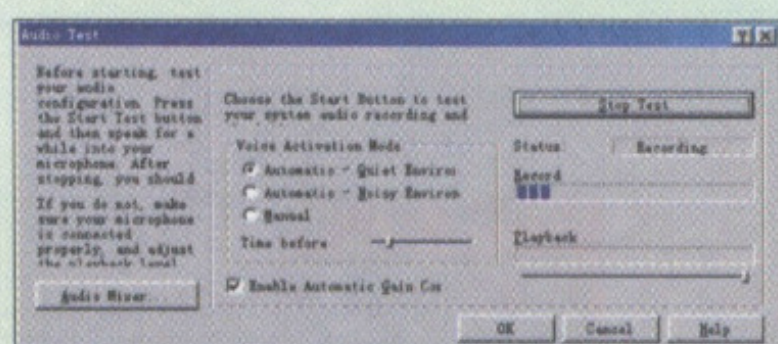 Audio Test
Before starting, test
your audio
configuration. Press
the Start Test button
and then speak for a
while into your
microphone. After
stopping, you should
If you do not, make
sure your microphone
is connected
properly, and adjust
the playback level
Audio Mixer...
Choose the Start Button to test
your system audio recording and
Voice Activation Mode
Automatic - Quiet Environ
Automatic - Noisy Environ
Manual
Time before
Enable Automatic Gain Con
Stop Test
Status
Recording
Record
Playback
OK
Cancel
Help